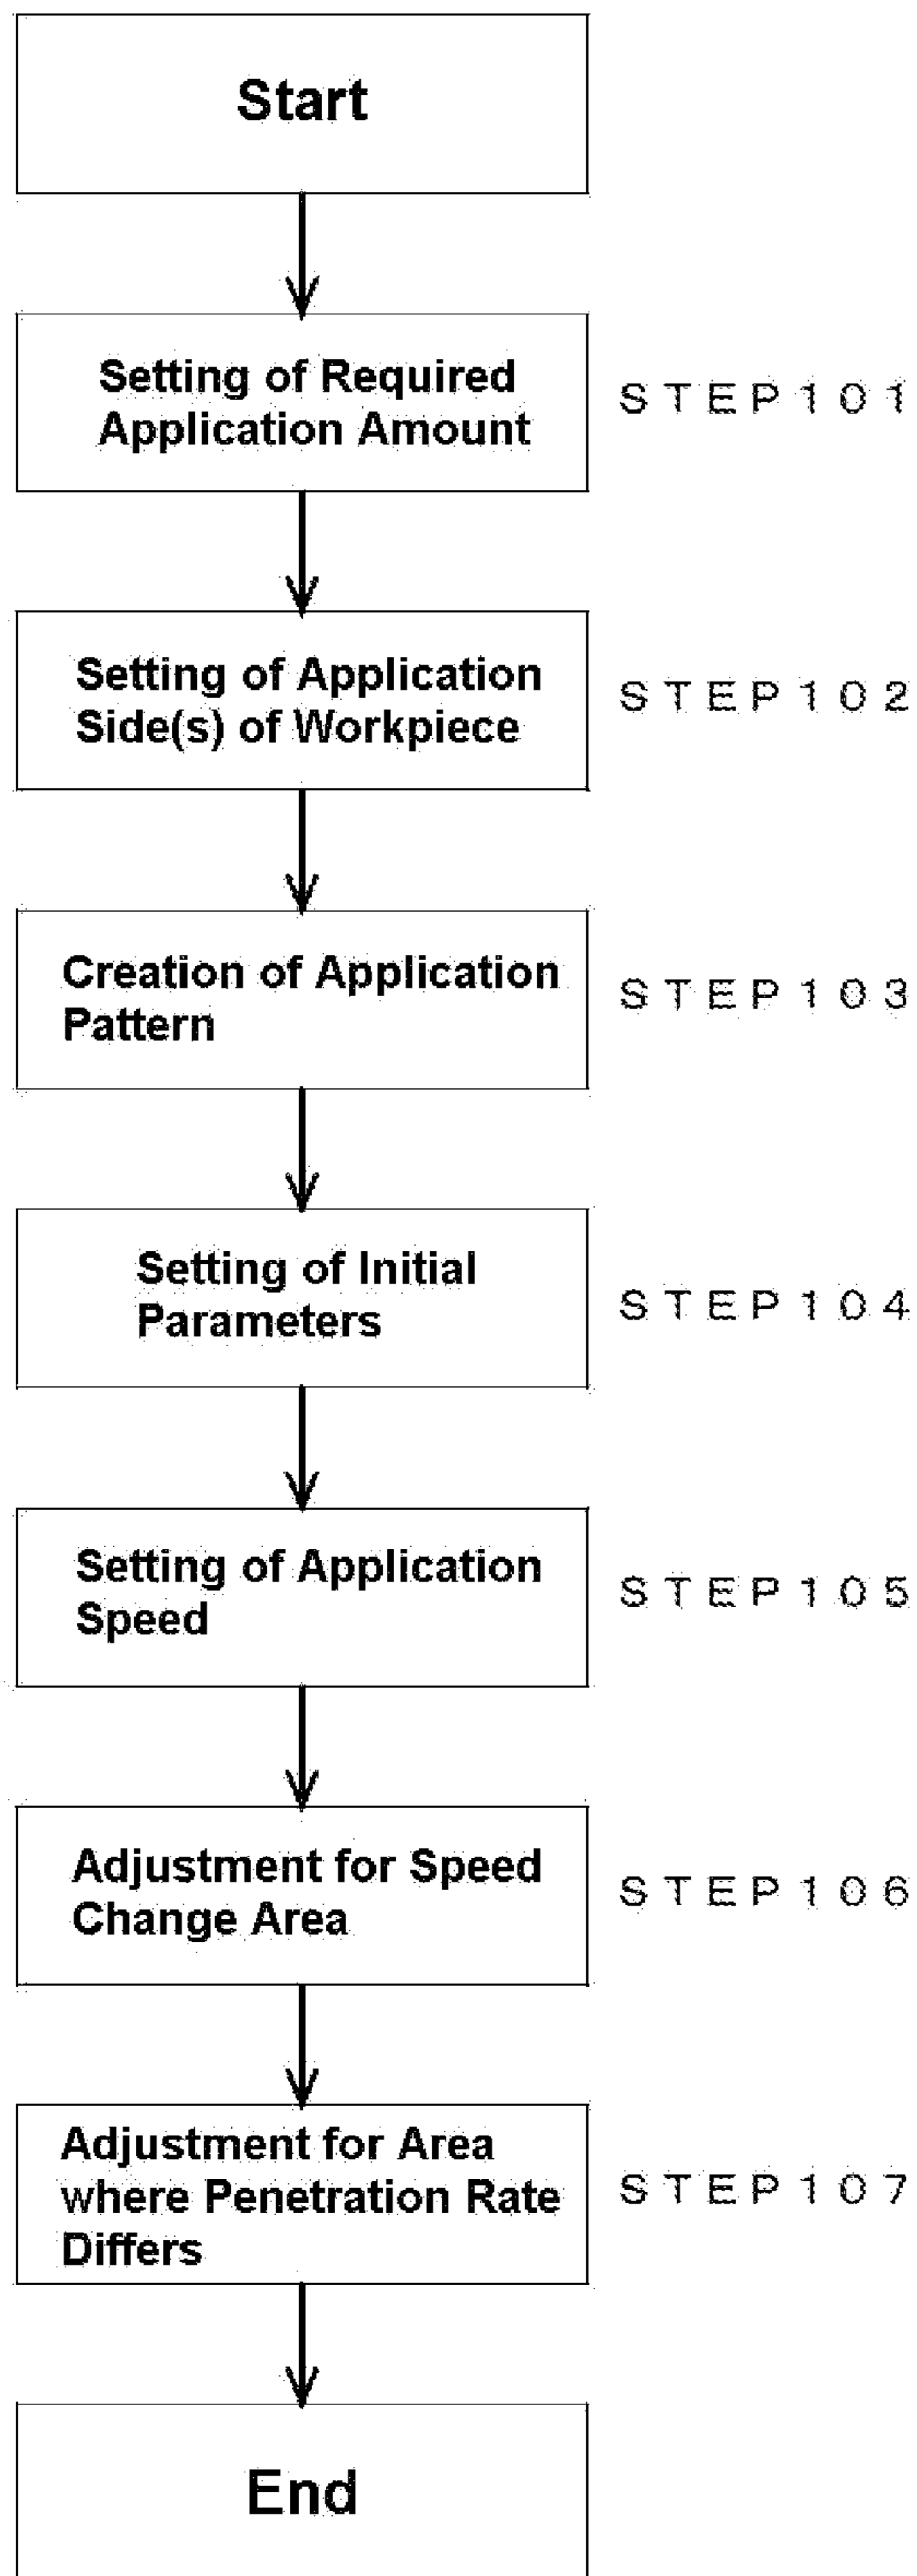 Start
Setting of Required
Application Amount
STEP101
Setting of Application
Side(s) of Workpiece
STEP102
Creation of Application
Pattern
STEP103
Setting of Initial
Parameters
STEP104
Setting of Application
Speed
STEP105
Adjustment for Speed
Change Area
STEP106
Adjustment for Area
where Penetration Rate
Differs
STEP107
End